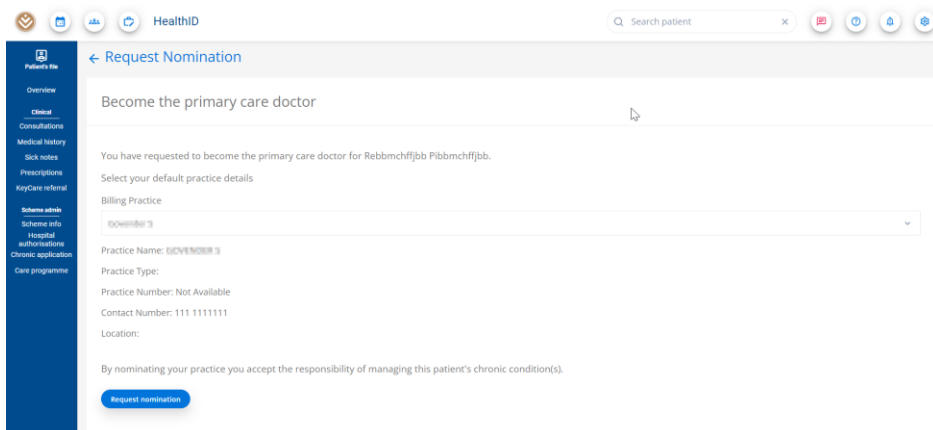 HealthID
Search patient
Patient's file
Overview
Clinical
Consultations
Medical history
Sick notes
Prescriptions
KeyCare referral
Scheme admin
Scheme info
Hospital
authorisations
Chronic application
Care programme
Request Nomination
Become the primary care doctor
You have requested to become the primary care doctor for Rebbmchffjbb Pibbmchffjbb.
Select your default practice details
Billing Practice
Practice Name:
Practice Type:
Practice Number: Not Available
Contact Number: 111 1111111
Location:
By nominating your practice you accept the responsibility of managing this patient's chronic condition(s).
Request nomination